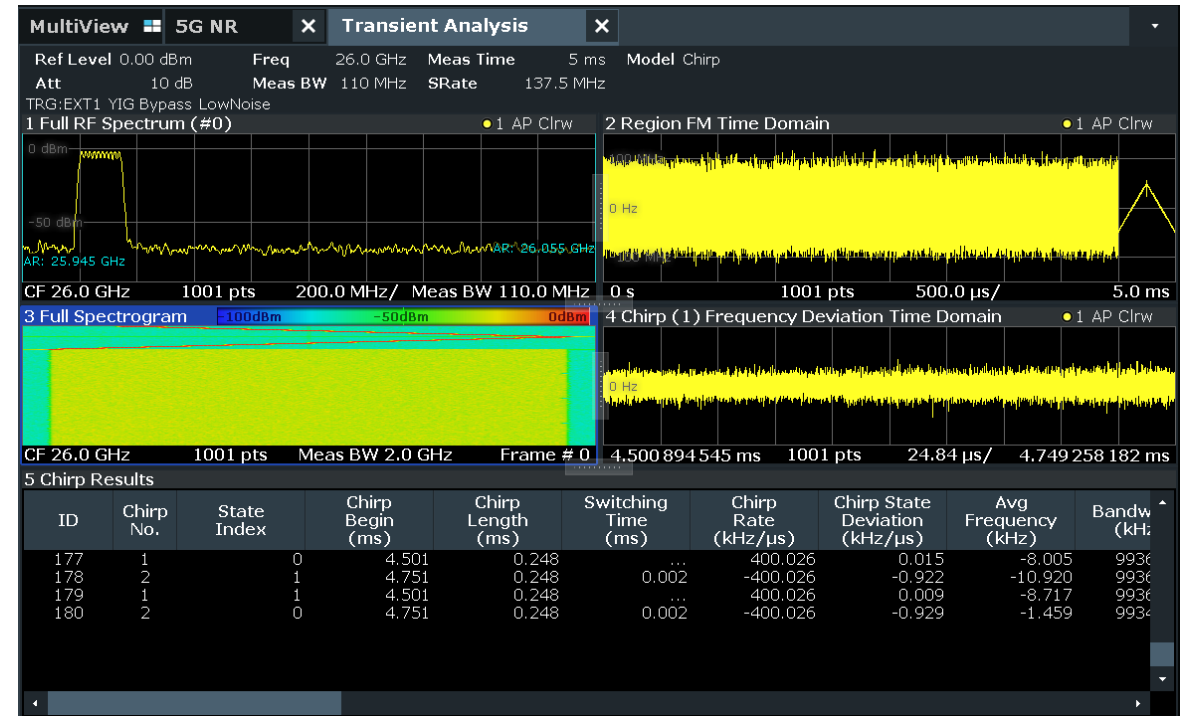 MultiView 5G NR X Transient Analysis X
Ref Level 0.00 dBm Freq 26.0 GHz Meas Time 5 ms Model Chirp
Att 10 dB Meas BW 110 MHz SRate 137.5 MHz
TRG:EXT1 YIG Bypass LowNoise
1 Full RF Spectrum (#0) 1 AP Clrw
0 dBm
-50 dBm
AR: 25.945 GHz AR: 26.055 GHz
CF 26.0 GHz 1001 pts 200.0 MHz/ Meas BW 110.0 MHz
2 Region FM Time Domain 1 AP Clrw
0 Hz
0 s 1001 pts 500.0 µs/ 5.0 ms
3 Full Spectrogram -100dBm -50dBm 0dBm
CF 26.0 GHz 1001 pts Meas BW 2.0 GHz Frame # 0
4 Chirp (1) Frequency Deviation Time Domain 1 AP Clrw
0 Hz
4.500 894 545 ms 1001 pts 24.84 µs/ 4.749 258 182 ms
5 Chirp Results
ID Chirp No. State Index Chirp Begin (ms) Chirp Length (ms) Switching Time (ms) Chirp Rate (kHz/µs) Chirp State Deviation (kHz/µs) Avg Frequency (kHz) Bandw (kHz
177 1 0 4.501 0.248 ... 400.026 0.015 -8.005 9936
178 2 1 4.751 0.248 0.002 -400.026 -0.922 -10.920 9936
179 1 1 4.501 0.248 ... 400.026 0.009 -8.717 9936
180 2 0 4.751 0.248 0.002 -400.026 -0.929 -1.459 9934